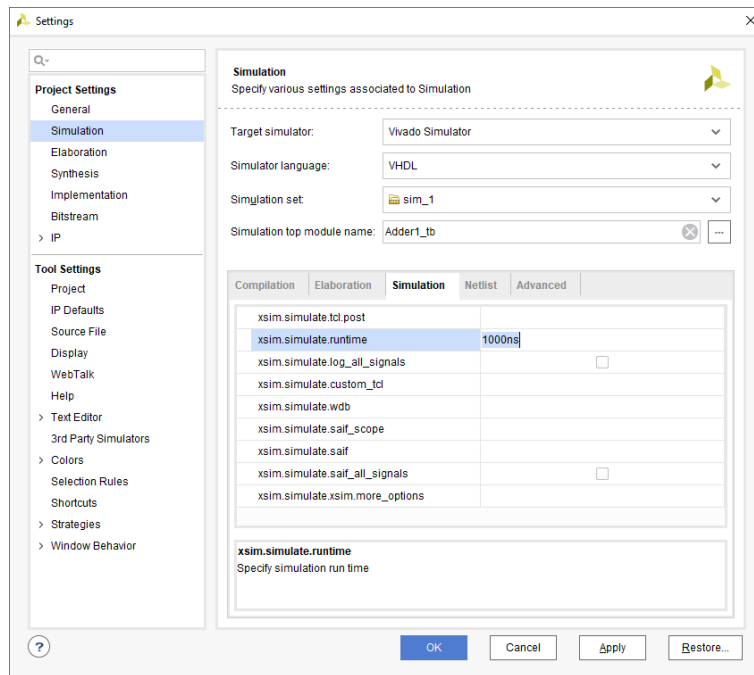 Settings
Project Settings
General
Simulation
Elaboration
Synthesis
Implementation
Bitstream
IP
Tool Settings
Project
IP Defaults
Source File
Display
WebTalk
Help
Text Editor
3rd Party Simulators
Colors
Selection Rules
Shortcuts
Strategies
Window Behavior
Simulation
Specify various settings associated to Simulation
Target simulator: Vivado Simulator
Simulator language: VHDL
Simulation set: sim_1
Simulation top module name: Adder1_tb ...
Compilation Elaboration Simulation Netlist Advanced
xsim.simulate.tcl.post
xsim.simulate.runtime 1000ns
xsim.simulate.log_all_signals
xsim.simulate.custom_tcl
xsim.simulate.wdb
xsim.simulate.saif_scope
xsim.simulate.saif
xsim.simulate.saif_all_signals
xsim.simulate.xsim.more_options
xsim.simulate.runtime
Specify simulation run time
? OK Cancel Apply Restore...